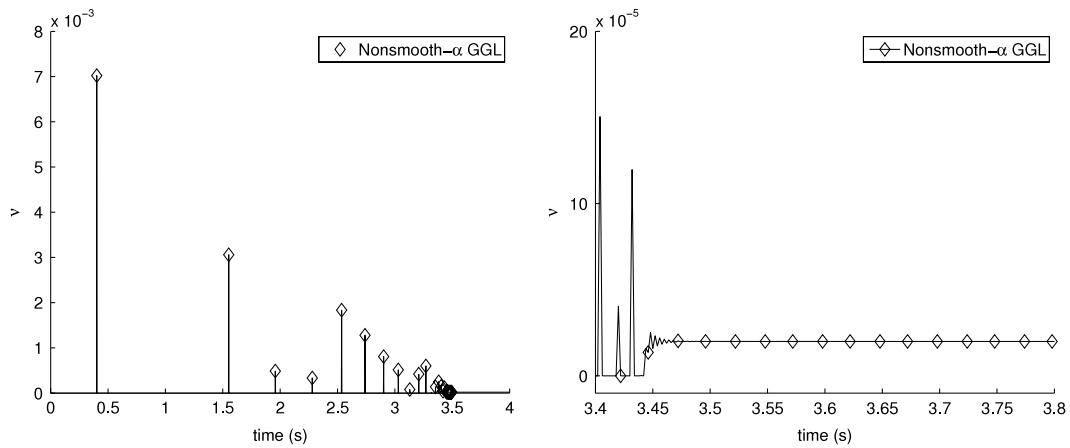 x 10⁻³
8
7
6
5
4
3
2
1
0
ν
0 0.5 1 1.5 2 2.5 3 3.5 4
time (s)
Nonsmooth-α GGL
x 10⁻⁵
20
10
0
ν
3.4 3.45 3.5 3.55 3.6 3.65 3.7 3.75 3.8
time (s)
Nonsmooth-α GGL